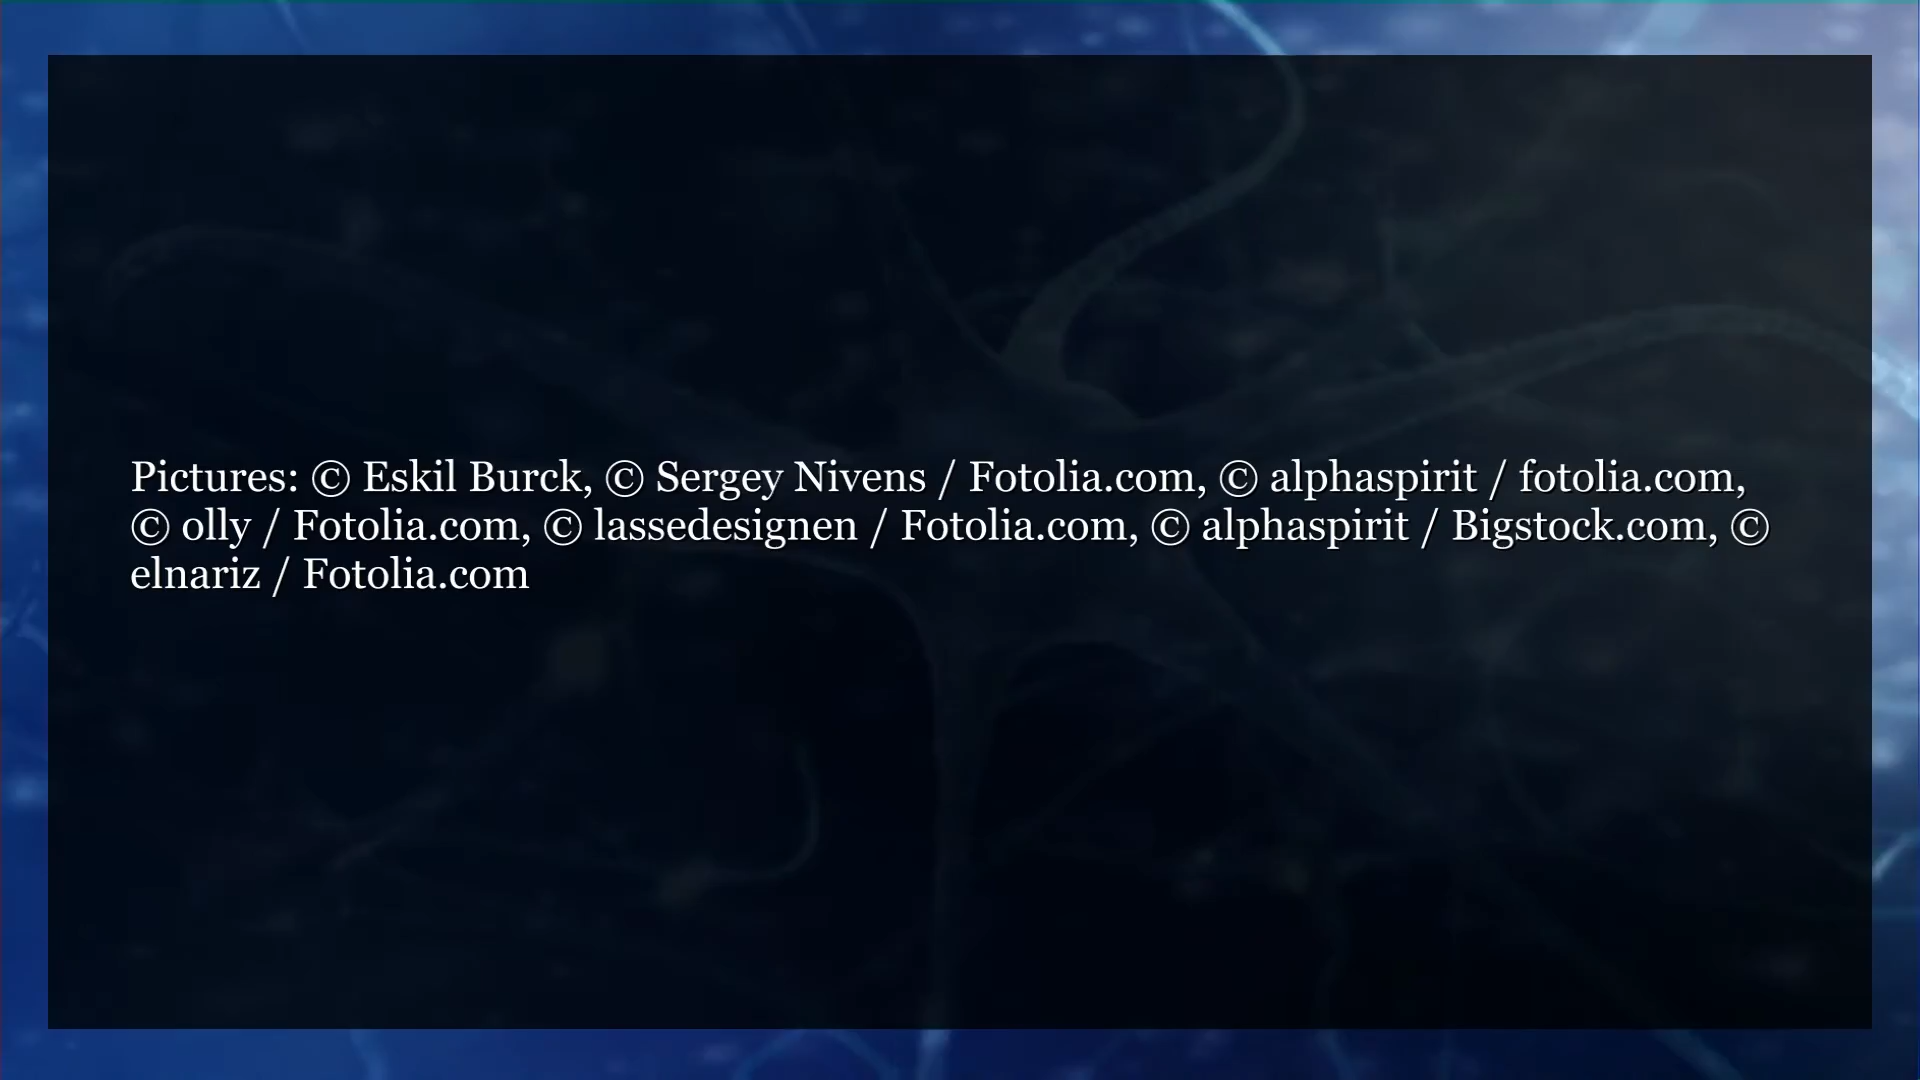 Pictures: © Eskil Burck, © Sergey Nivens / Fotolia.com, © alphaspirit / fotolia.com,
© olly / Fotolia.com, © lassedesignen / Fotolia.com, © alphaspirit / Bigstock.com, ©
elnariz / Fotolia.com